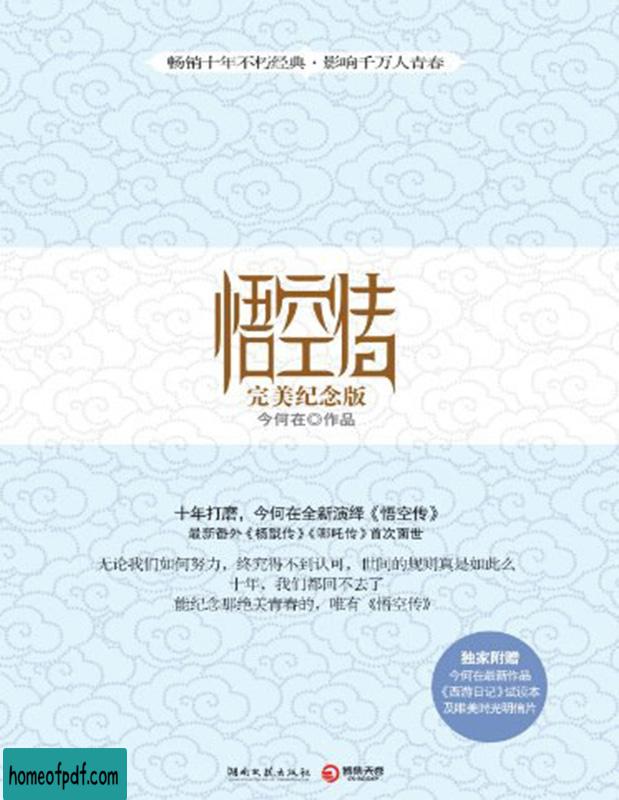 畅销十年不朽经典·影响千万人青春
悟空传
完美纪念版
今何在◎作品
十年打磨，今何在全新演绎《悟空传》
最新番外《杨戬传》《哪吒传》首次面世
无论我们如何努力，终究得不到认可，世间的规则真是如此么
十年，我们都回不去了
能纪念那绝美青春的，唯有《悟空传》
独家附赠
今何在最新作品
《西游日记》试读本
及唯美时光明信片
湖南文艺出版社
博集天卷
homeofpdf.com